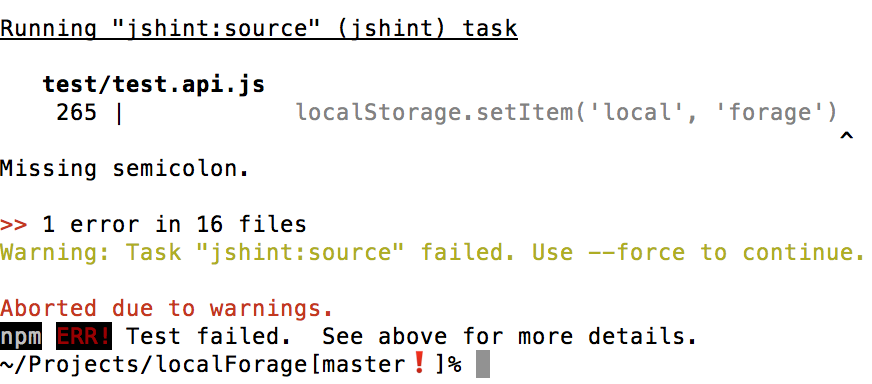 Running "jshint:source" (jshint) task
test/test.api.js
265 | localStorage.setItem('local', 'forage')
^
Missing semicolon.
>> 1 error in 16 files
Warning: Task "jshint:source" failed. Use --force to continue.
Aborted due to warnings.
npm ERR! Test failed.  See above for more details.
~/Projects/localForage[master❗]%